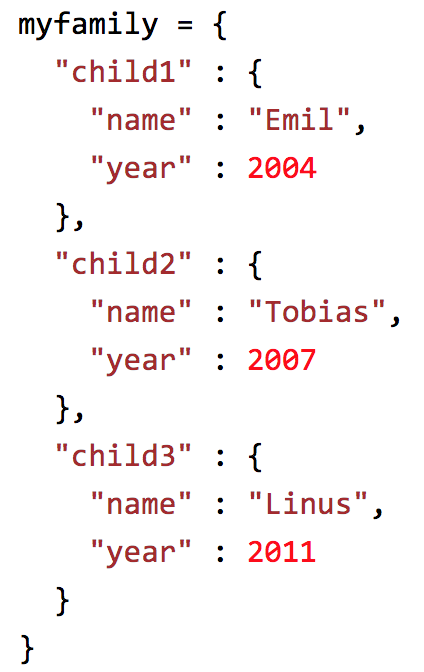 myfamily = {
  "child1" : {
    "name" : "Emil",
    "year" : 2004
  },
  "child2" : {
    "name" : "Tobias",
    "year" : 2007
  },
  "child3" : {
    "name" : "Linus",
    "year" : 2011
  }
}